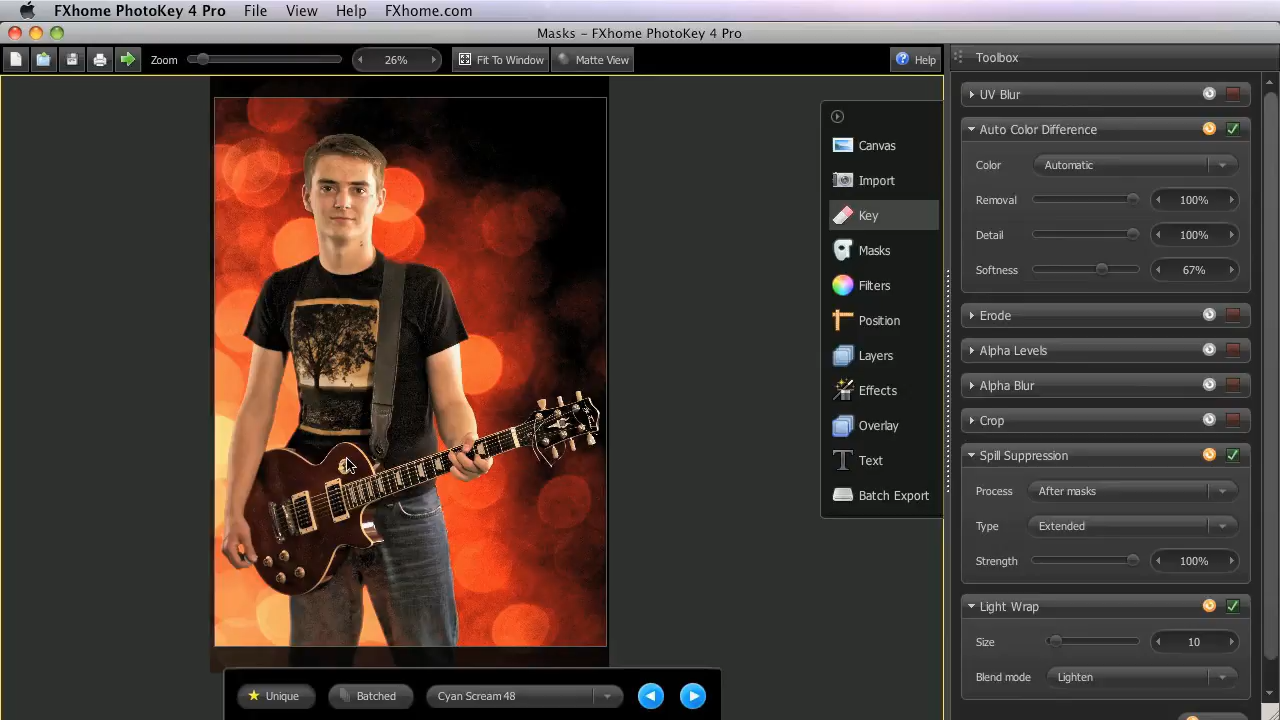 FXhome PhotoKey 4 Pro File View Help FXhome.com
Masks – FXhome PhotoKey 4 Pro
Zoom 26% Fit To Window Matte View Help
Toolbox
UV Blur
Auto Color Difference
Color Automatic
Removal 100%
Detail 100%
Softness 67%
Erode
Alpha Levels
Alpha Blur
Crop
Spill Suppression
Process After masks
Type Extended
Strength 100%
Light Wrap
Size 10
Blend mode Lighten
Canvas
Import
Key
Masks
Filters
Position
Layers
Effects
Overlay
Text
Batch Export
Unique Batched Cyan Scream 48